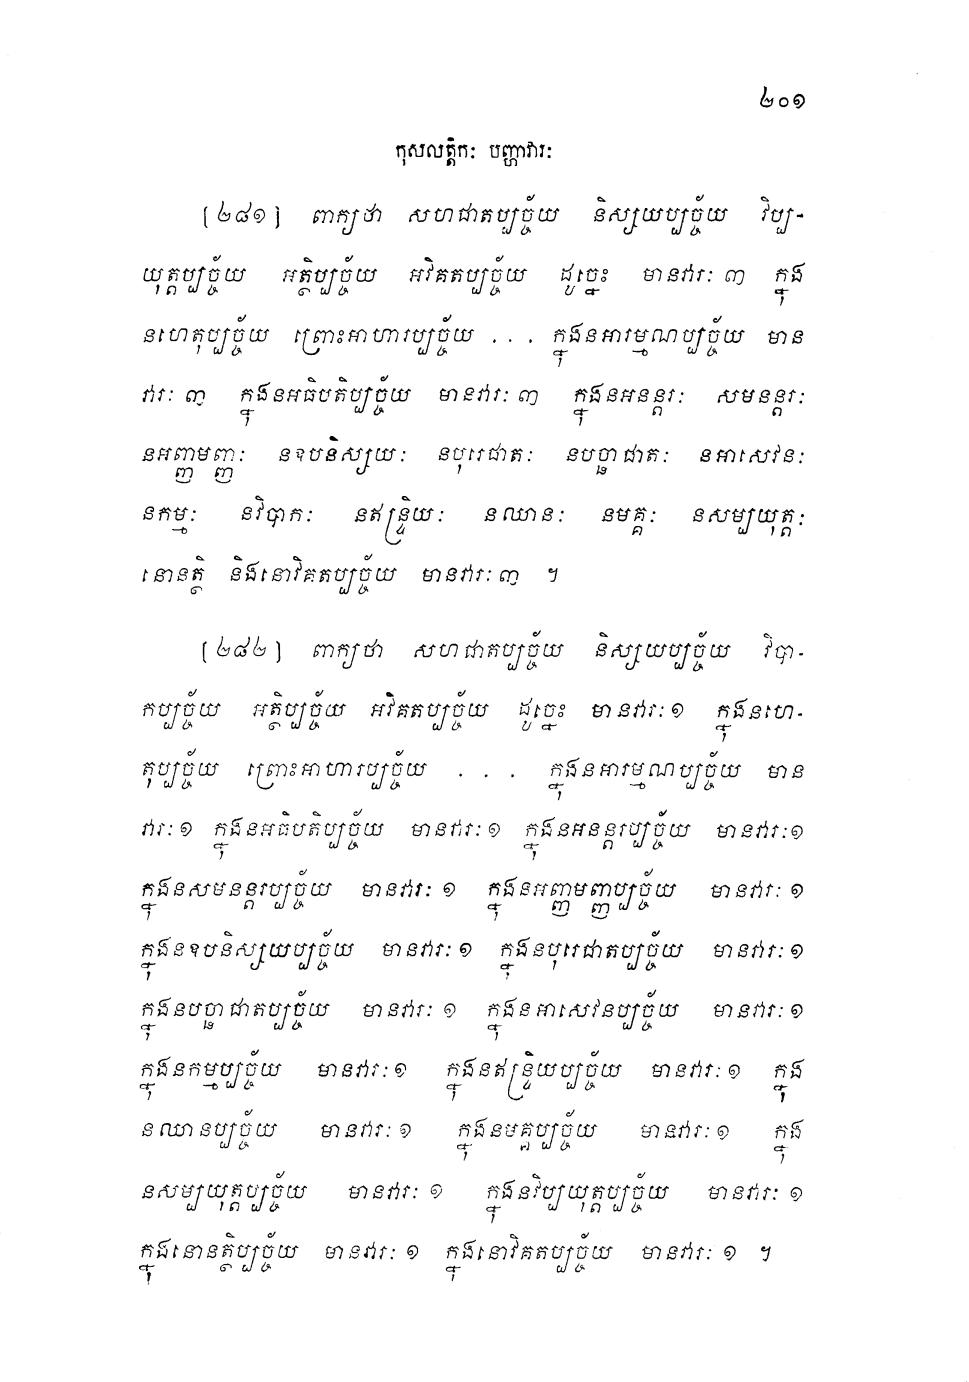 ២០១
កុសលត្តិកៈ បញ្ហាវារៈ
[២៨១] ពាក្យថា សហជាតប្បច្ច័យ និស្សយប្បច្ច័យ វិប្ប-
យុត្តប្បច្ច័យ អត្ថិប្បច្ច័យ អវិគតប្បច្ច័យ ដូច្នេះ មានវារៈ ៣ ក្នុង
នហេតុប្បច្ច័យ ព្រោះអាហារប្បច្ច័យ . . . ក្នុងនអារម្មណប្បច្ច័យ មាន
វារៈ ៣ ក្នុងនអធិបតិប្បច្ច័យ មានវារៈ ៣ ក្នុងនអនន្តរៈ សមនន្តរៈ
នអញ្ញមញ្ញៈ នឧបនិស្សយៈ នបុរេជាតៈ នបច្ឆាជាតៈ នអាសេវនៈ
នកម្មៈ នវិបាកៈ នឥន្ទ្រិយៈ នឈានៈ នមគ្គៈ នសម្បយុត្តៈ
នោនត្ថិ និងនោវិគតប្បច្ច័យ មានវារៈ ៣ ។
[២៨២] ពាក្យថា សហជាតប្បច្ច័យ និស្សយប្បច្ច័យ វិបា-
កប្បច្ច័យ អត្ថិប្បច្ច័យ អវិគតប្បច្ច័យ ដូច្នេះ មានវារៈ ១ ក្នុងនហេ-
តុប្បច្ច័យ ព្រោះអាហារប្បច្ច័យ . . . ក្នុងនអារម្មណប្បច្ច័យ មាន
វារៈ ១ ក្នុងនអធិបតិប្បច្ច័យ មានវារៈ ១ ក្នុងនអនន្តរប្បច្ច័យ មានវារៈ ១
ក្នុងនសមនន្តរប្បច្ច័យ មានវារៈ ១ ក្នុងនអញ្ញមញ្ញប្បច្ច័យ មានវារៈ ១
ក្នុងនឧបនិស្សយប្បច្ច័យ មានវារៈ ១ ក្នុងនបុរេជាតប្បច្ច័យ មានវារៈ ១
ក្នុងនបច្ឆាជាតប្បច្ច័យ មានវារៈ ១ ក្នុងនអាសេវនប្បច្ច័យ មានវារៈ ១
ក្នុងនកម្មប្បច្ច័យ មានវារៈ ១ ក្នុងនឥន្ទ្រិយប្បច្ច័យ មានវារៈ ១ ក្នុង
នឈានប្បច្ច័យ មានវារៈ ១ ក្នុងនមគ្គប្បច្ច័យ មានវារៈ ១ ក្នុង
នសម្បយុត្តប្បច្ច័យ មានវារៈ ១ ក្នុងនវិប្បយុត្តប្បច្ច័យ មានវារៈ ១
ក្នុងនោនត្ថិប្បច្ច័យ មានវារៈ ១ ក្នុងនោវិគតប្បច្ច័យ មានវារៈ ១ ។